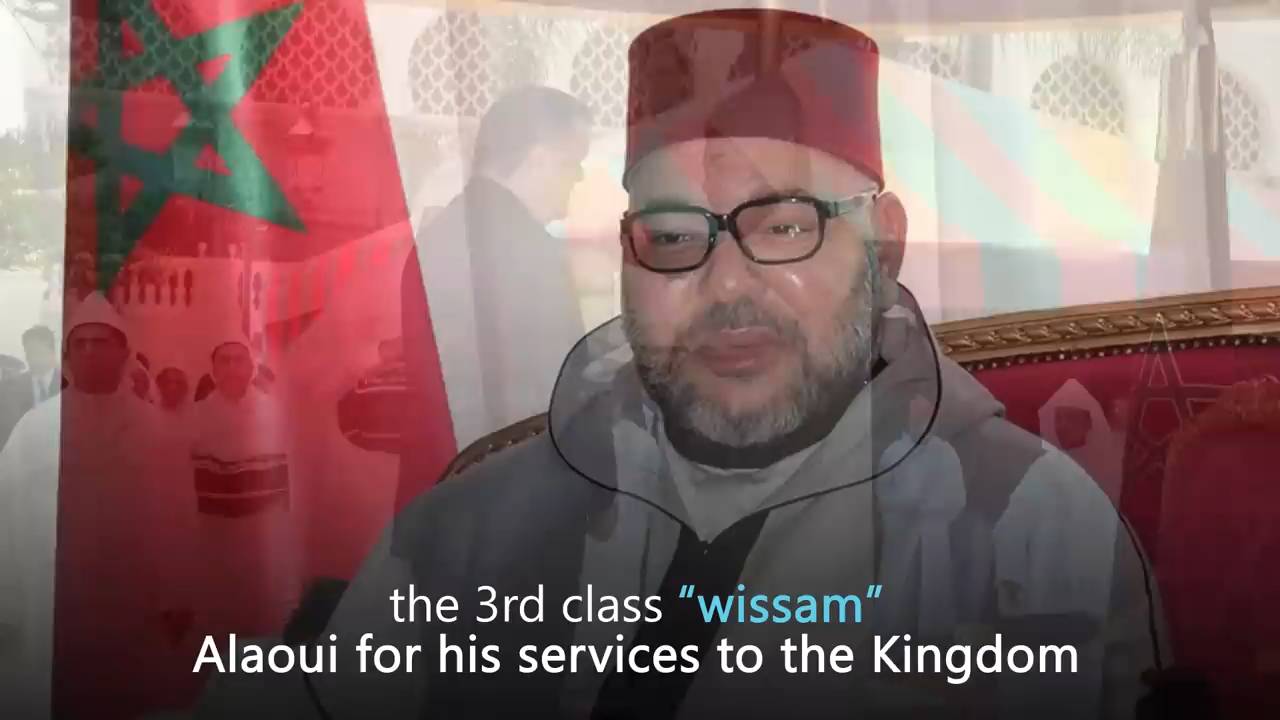 the 3rd class “wissam”
Alaoui for his services to the Kingdom